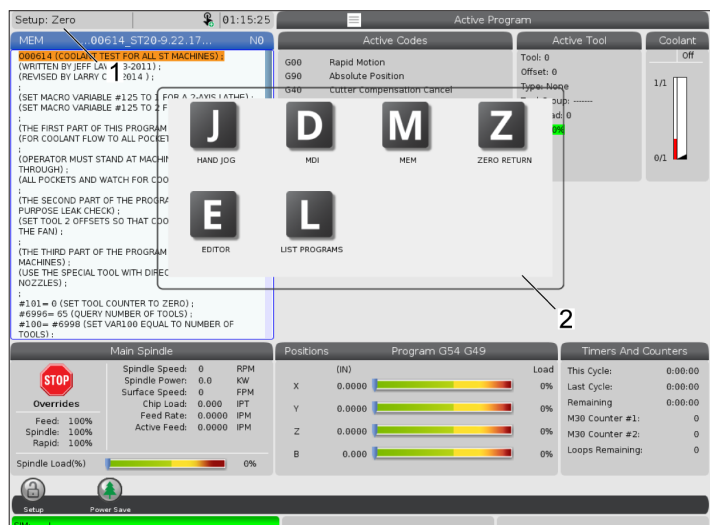 Setup: Zero
01:15:25
Active Program
MEM ...00614_ST20-9.22.17... N0
O00614 (COOLANT TEST FOR ALL ST MACHINES) ;
(WRITTEN BY JEFF LAV 3-2011) ;
(REVISED BY LARRY C 2014 ) ;
;
(SET MACRO VARIABLE #125 TO 1 FOR A 2-AXIS LATHE) ;
(SET MACRO VARIABLE #125 TO 2 F
;
(THE FIRST PART OF THIS PROGRAM
(FOR COOLANT FLOW TO ALL POCKET
;
(OPERATOR MUST STAND AT MACHIN
THROUGH) ;
(ALL POCKETS AND WATCH FOR COO
;
(THE SECOND PART OF THE PROGRA
PURPOSE LEAK CHECK) ;
(SET TOOL 2 OFFSETS SO THAT COO
THE FAN) ;
;
(THE THIRD PART OF THE PROGRAM
MACHINES) ;
(USE THE SPECIAL TOOL WITH DIREC
NOZZLES) ;
;
#101= 0 (SET TOOL COUNTER TO ZERO) ;
#6996= 65 (QUERY NUMBER OF TOOLS) ;
#100= #6998 (SET VAR100 EQUAL TO NUMBER OF
TOOLS) ;
1
Active Codes
G00 Rapid Motion
G90 Absolute Position
G40 Cutter Compensation Cancel
Active Tool
Tool: 0
Offset: 0
Type: None
oup: -------
ad: 0
0%
Coolant
Off
1/1
0/1
J D M Z
HAND JOG MDI MEM ZERO RETURN
E L
EDITOR LIST PROGRAMS
2
Main Spindle
STOP
Overrides
Feed: 100%
Spindle: 100%
Rapid: 100%
Spindle Speed: 0 RPM
Spindle Power: 0.0 KW
Surface Speed: 0 FPM
Chip Load: 0.000 IPT
Feed Rate: 0.0000 IPM
Active Feed: 0.0000 IPM
Spindle Load(%) 0%
Positions Program G54 G49
(IN) Load
X 0.0000 0%
Y 0.0000 0%
Z 0.0000 0%
B 0.000 0%
Timers And Counters
This Cycle: 0:00:00
Last Cycle: 0:00:00
Remaining 0:00:00
M30 Counter #1: 0
M30 Counter #2: 0
Loops Remaining: 0
Setup Power Save